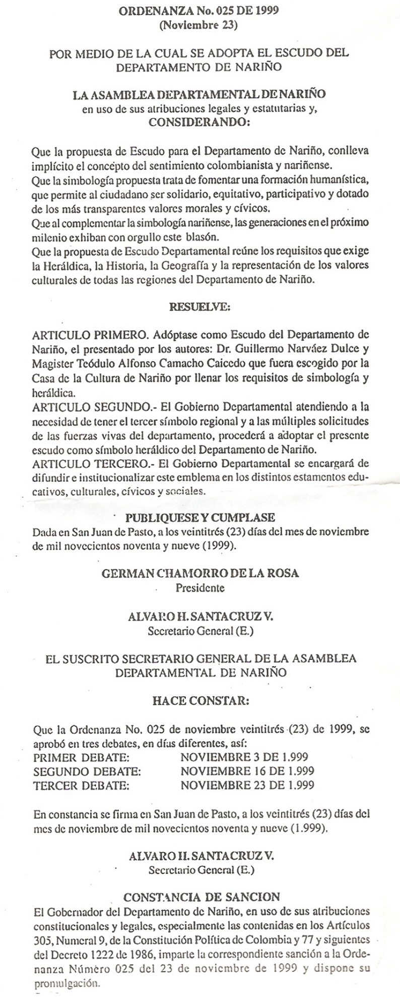 ORDENANZA No. 025 DE 1999
(Noviembre 23)
POR MEDIO DE LA CUAL SE ADOPTA EL ESCUDO DEL
DEPARTAMENTO DE NARIÑO
LA ASAMBLEA DEPARTAMENTAL DE NARIÑO
en uso de sus atribuciones legales y estatutarias y,
CONSIDERANDO:
Que la propuesta de Escudo para el Departamento de Nariño, conlleva
implícito el concepto del sentimiento colombianista y nariñense.
Que la simbología propuesta trata de fomentar una formación humanística,
que permite al ciudadano ser solidario, equitativo, participativo y dotado
de los más transparentes valores morales y cívicos.
Que al complementar la simbología nariñense, las generaciones en el próximo
milenio exhiban con orgullo este blasón.
Que la propuesta de Escudo Departamental reúne los requisitos que exige
la Heráldica, la Historia, la Geografía y la representación de los valores
culturales de todas las regiones del Departamento de Nariño.
RESUELVE:
ARTICULO PRIMERO. Adóptase como Escudo del Departamento de
Nariño, el presentado por los autores: Dr. Guillermo Narváez Dulce y
Magister Teódulo Alfonso Camacho Caicedo que fuera escogido por la
Casa de la Cultura de Nariño por llenar los requisitos de simbología y
heráldica.
ARTICULO SEGUNDO.- El Gobierno Departamental atendiendo a la
necesidad de tener el tercer símbolo regional y a las múltiples solicitudes
de las fuerzas vivas del departamento, procederá a adoptar el presente
escudo como símbolo heráldico del Departamento de Nariño.
ARTICULO TERCERO.- El Gobierno Departamental se encargará de
difundir e institucionalizar este emblema en los distintos estamentos edu-
cativos, culturales, cívicos y sociales.
PUBLIQUESE Y CUMPLASE
Dada en San Juan de Pasto, a los veintitrés (23) días del mes de noviembre
de mil novecientos noventa y nueve (1999).
GERMAN CHAMORRO DE LA ROSA
Presidente
ALVARO H. SANTACRUZ V.
Secretario General (E.)
EL SUSCRITO SECRETARIO GENERAL DE LA ASAMBLEA
DEPARTAMENTAL DE NARIÑO
HACE CONSTAR:
Que la Ordenanza No. 025 de noviembre veintitrés (23) de 1999, se
aprobó en tres debates, en días diferentes, así:
PRIMER DEBATE: NOVIEMBRE 3 DE 1.999
SEGUNDO DEBATE: NOVIEMBRE 16 DE 1.999
TERCER DEBATE: NOVIEMBRE 23 DE 1.999
En constancia se firma en San Juan de Pasto, a los veintitrés (23) días del
mes de noviembre de mil novecientos noventa y nueve (1.999).
ALVARO H. SANTACRUZ V.
Secretario General (E.)
CONSTANCIA DE SANCION
El Gobernador del Departamento de Nariño, en uso de sus atribuciones
constitucionales y legales, especialmente las contenidas en los Artículos
305, Numeral 9, de la Constitución Política de Colombia y 77 y siguientes
del Decreto 1222 de 1986, imparte la correspondiente sanción a la Orde-
nanza Número 025 del 23 de noviembre de 1999 y dispone su
promulgación.